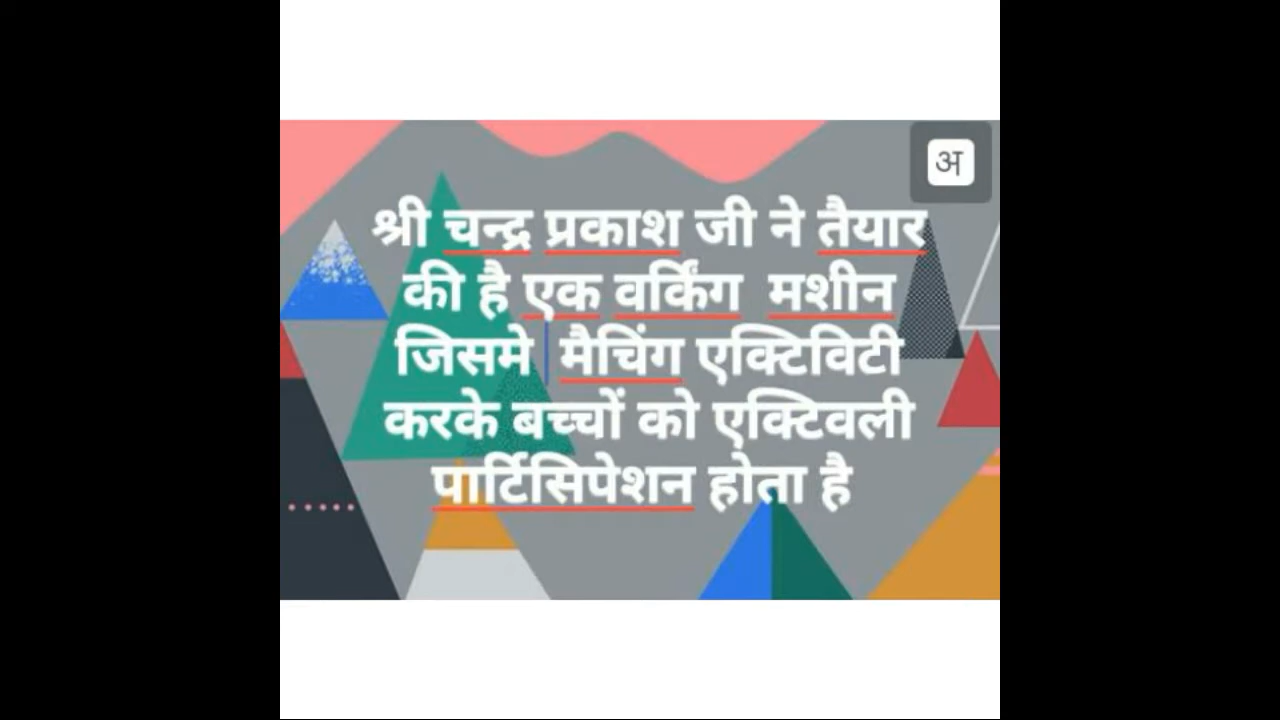 अ
श्री चन्द्र प्रकाश जी ने तैयार
की है एक वर्किंग मशीन
जिसमे मैचिंग एक्टिविटी
करके बच्चों को एक्टिवली
पार्टिसिपेशन होता है